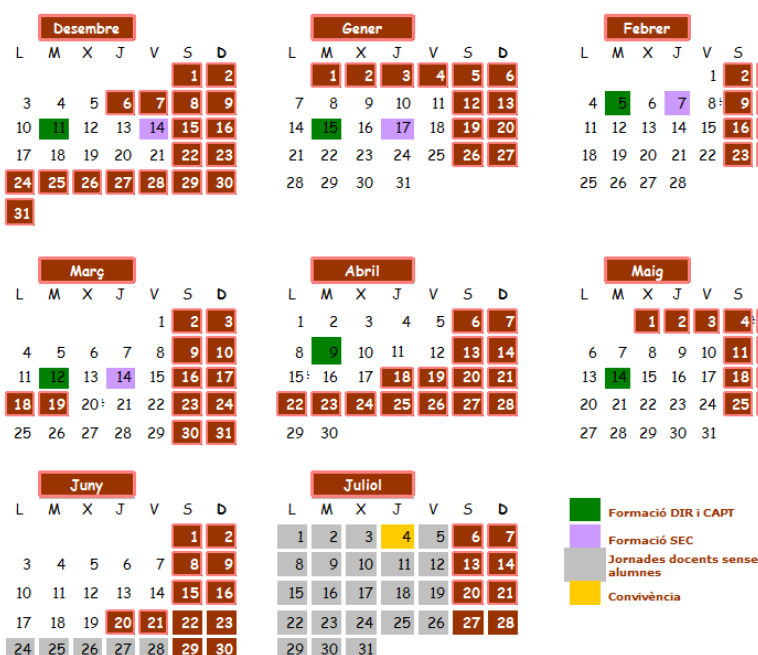 Desembre Gener Febrer
L M X J V S D L M X J V S D L M X J V S
1 2 1 2 3 4 5 6 1 2
3 4 5 6 7 8 9 7 8 9 10 11 12 13 4 5 6 7 8 9
10 11 12 13 14 15 16 14 15 16 17 18 19 20 11 12 13 14 15 16
17 18 19 20 21 22 23 21 22 23 24 25 26 27 18 19 20 21 22 23
24 25 26 27 28 29 30 28 29 30 31 25 26 27 28
31
Març Abril Maig
L M X J V S D L M X J V S D L M X J V S
1 2 3 1 2 3 4 5 6 7 1 2 3 4
4 5 6 7 8 9 10 8 9 10 11 12 13 14 6 7 8 9 10 11
11 12 13 14 15 16 17 15 16 17 18 19 20 21 13 14 15 16 17 18
18 19 20 21 22 23 24 22 23 24 25 26 27 28 20 21 22 23 24 25
25 26 27 28 29 30 31 29 30 27 28 29 30 31
Juny Juliol
L M X J V S D L M X J V S D
1 2 1 2 3 4 5 6 7
3 4 5 6 7 8 9 8 9 10 11 12 13 14
10 11 12 13 14 15 16 15 16 17 18 19 20 21
17 18 19 20 21 22 23 22 23 24 25 26 27 28
24 25 26 27 28 29 30 29 30 31
Formació DIR i CAPT
Formació SEC
Jornades docents sense
alumnes
Convivència